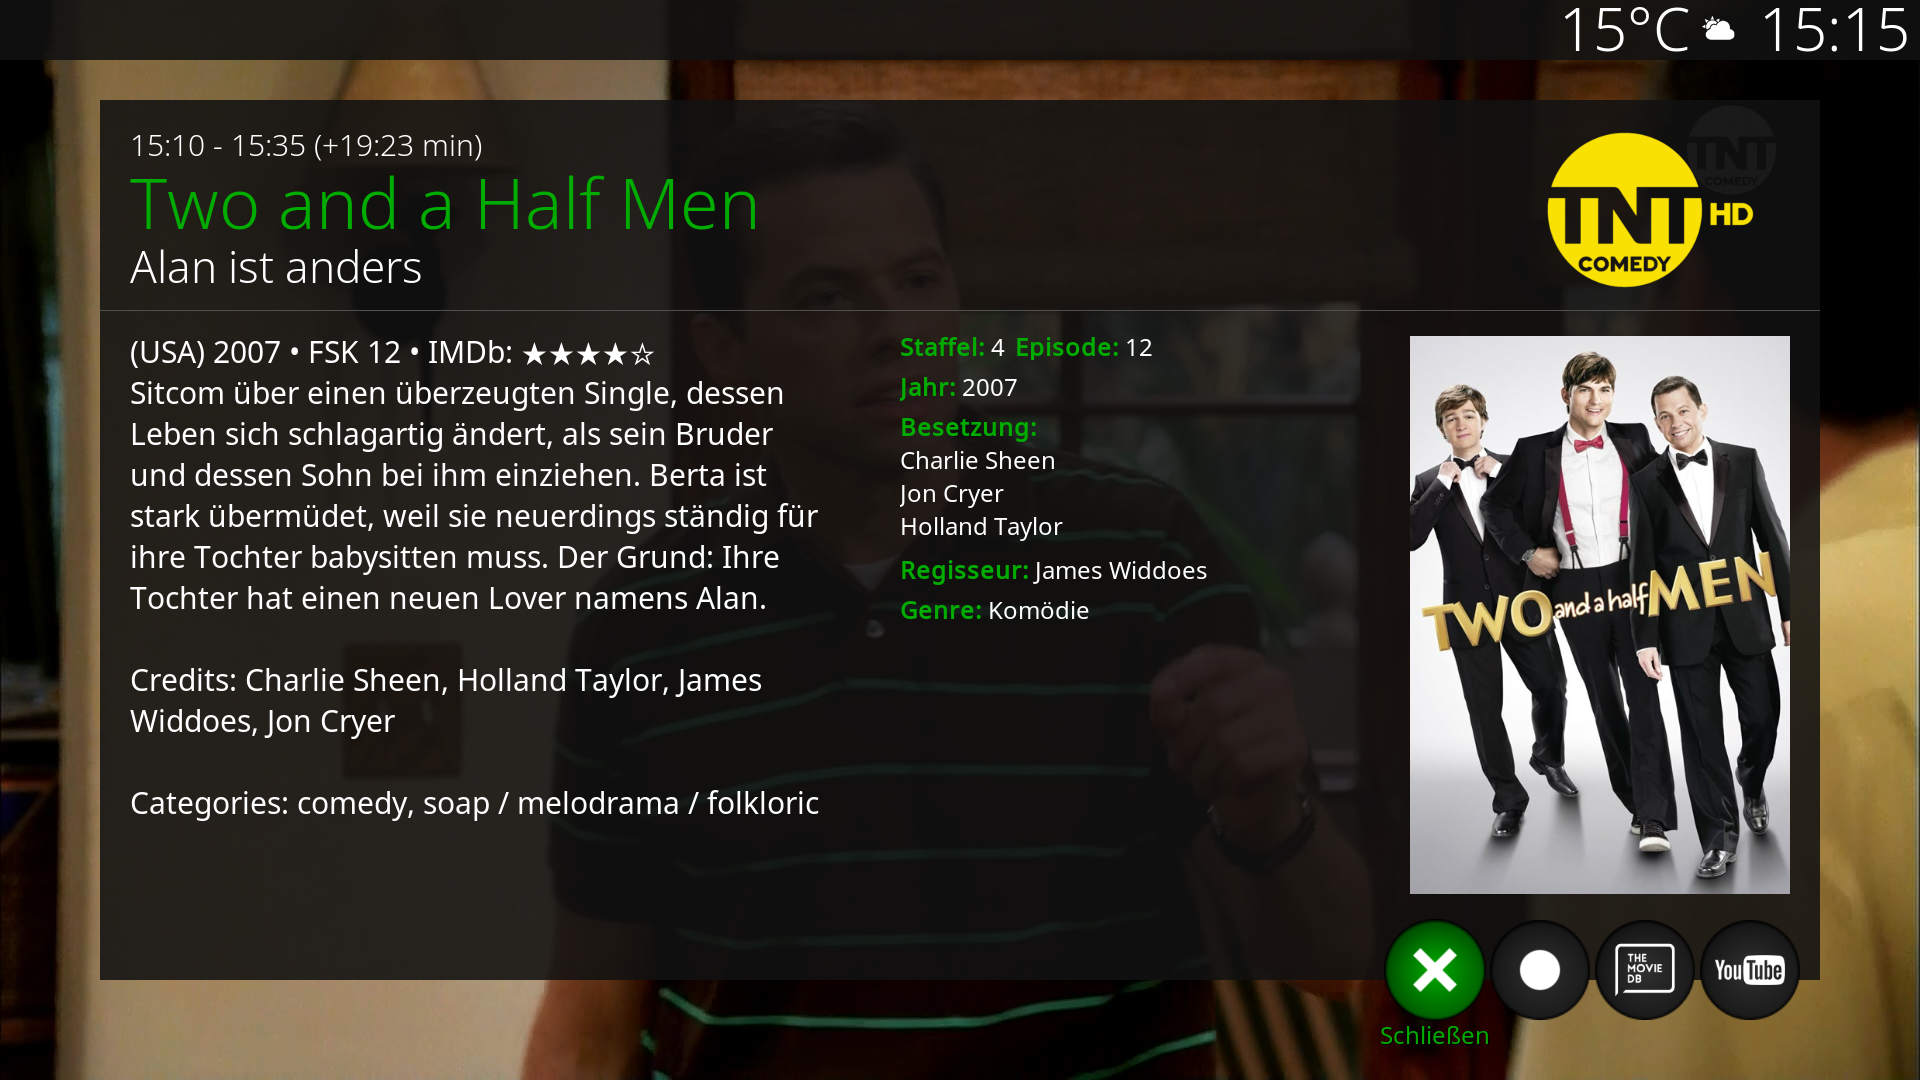 15°C 15:15
15:10 - 15:35 (+19:23 min)
Two and a Half Men
Alan ist anders
TNT HD
COMEDY
TNT
COMEDY
(USA) 2007 • FSK 12 • IMDb: ★★★★☆
Sitcom über einen überzeugten Single, dessen
Leben sich schlagartig ändert, als sein Bruder
und dessen Sohn bei ihm einziehen. Berta ist
stark übermüdet, weil sie neuerdings ständig für
ihre Tochter babysitten muss. Der Grund: Ihre
Tochter hat einen neuen Lover namens Alan.
Credits: Charlie Sheen, Holland Taylor, James
Widdoes, Jon Cryer
Categories: comedy, soap / melodrama / folkloric
Staffel: 4 Episode: 12
Jahr: 2007
Besetzung:
Charlie Sheen
Jon Cryer
Holland Taylor
Regisseur: James Widdoes
Genre: Komödie
TWO and a half MEN
THE
MOVIE
DB
YouTube
Schließen